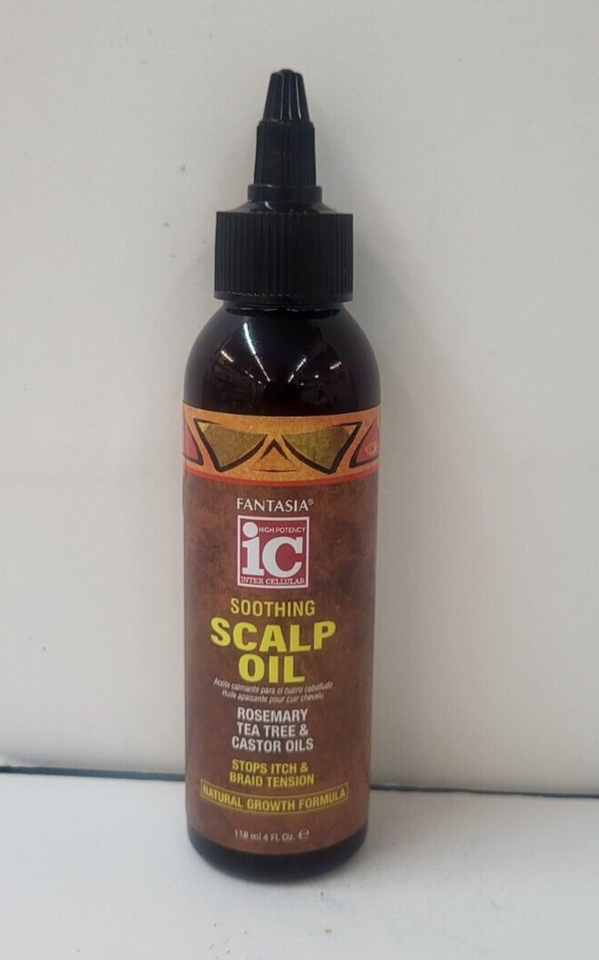 FANTASIA®
HIGH POTENCY
iC
INTER CELLULAR
SOOTHING
SCALP
OIL
Aceite calmante para el cuero cabelludo
Huile apaisante pour cuir chevelu
ROSEMARY
TEA TREE &
CASTOR OILS
STOPS ITCH &
BRAID TENSION
NATURAL GROWTH FORMULA
118 ml 4 FL Oz. ℮